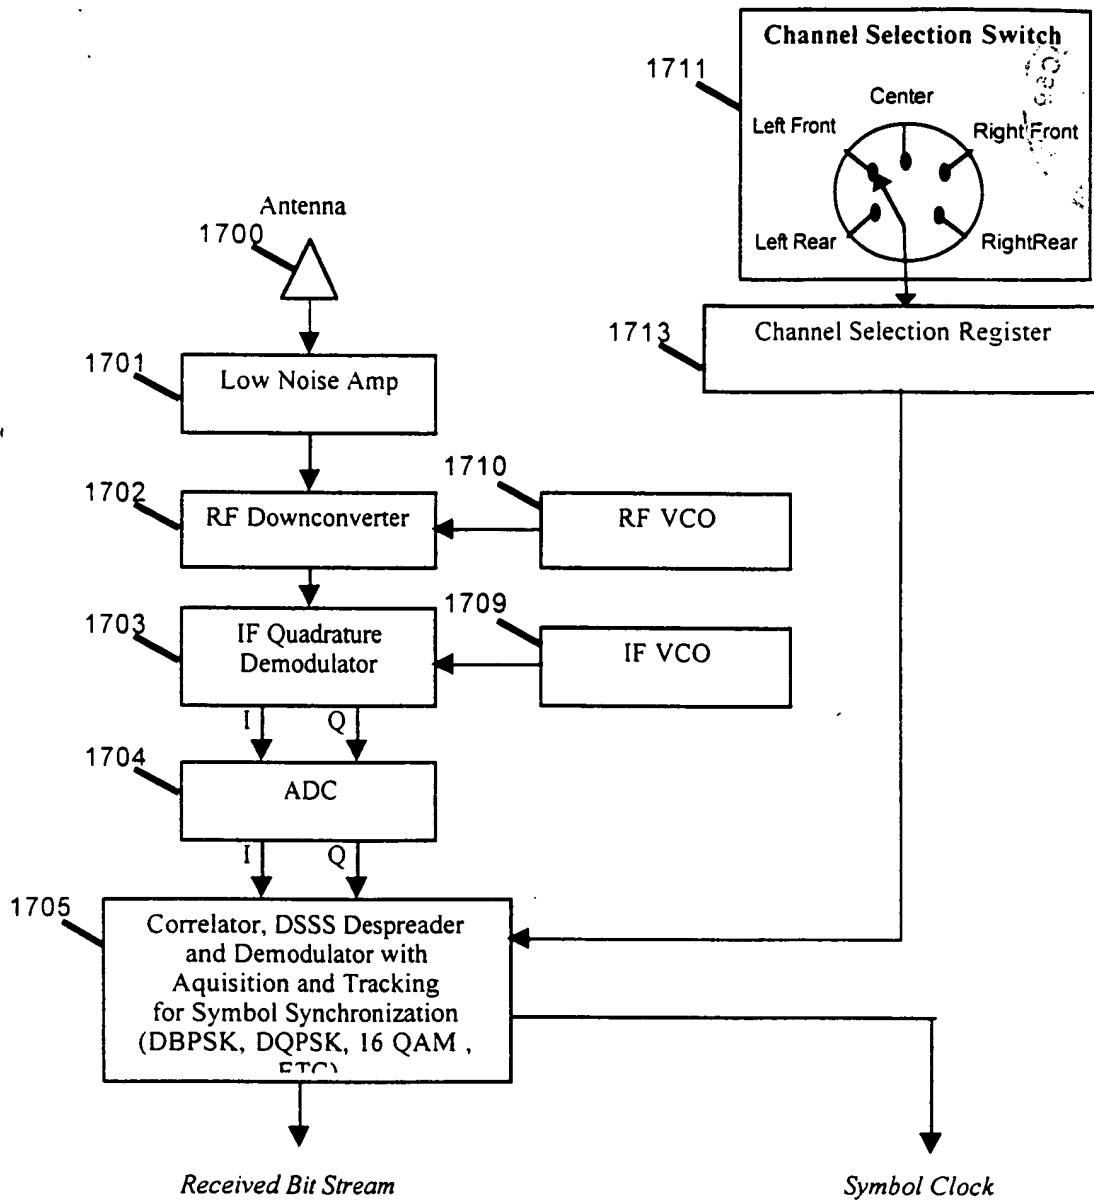 Channel Selection Switch
1711
Center
Left Front
Right Front
Left Rear
RightRear
Antenna
1700
1713
Channel Selection Register
1701
Low Noise Amp
1702
RF Downconverter
1710
RF VCO
1703
IF Quadrature
Demodulator
1709
IF VCO
I
Q
1704
ADC
I
Q
1705
Correlator, DSSS Despreader
and Demodulator with
Aquisition and Tracking
for Symbol Synchronization
(DBPSK, DQPSK, 16 QAM ,
ETC)
Received Bit Stream
Symbol Clock